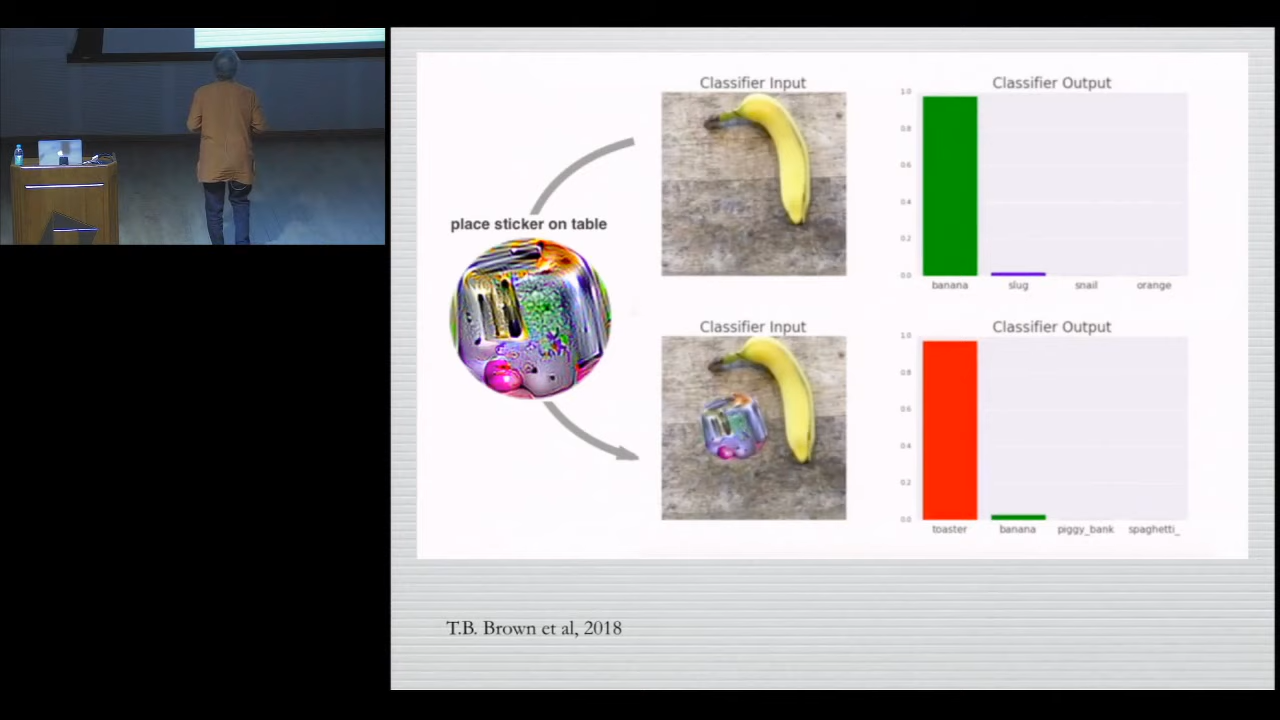 Classifier Input
Classifier Output
1.0
0.8
0.6
0.4
0.2
0.0
banana slug snail orange
place sticker on table
Classifier Input
Classifier Output
1.0
0.8
0.6
0.4
0.2
0.0
toaster banana piggy_bank spaghetti_
T.B. Brown et al, 2018